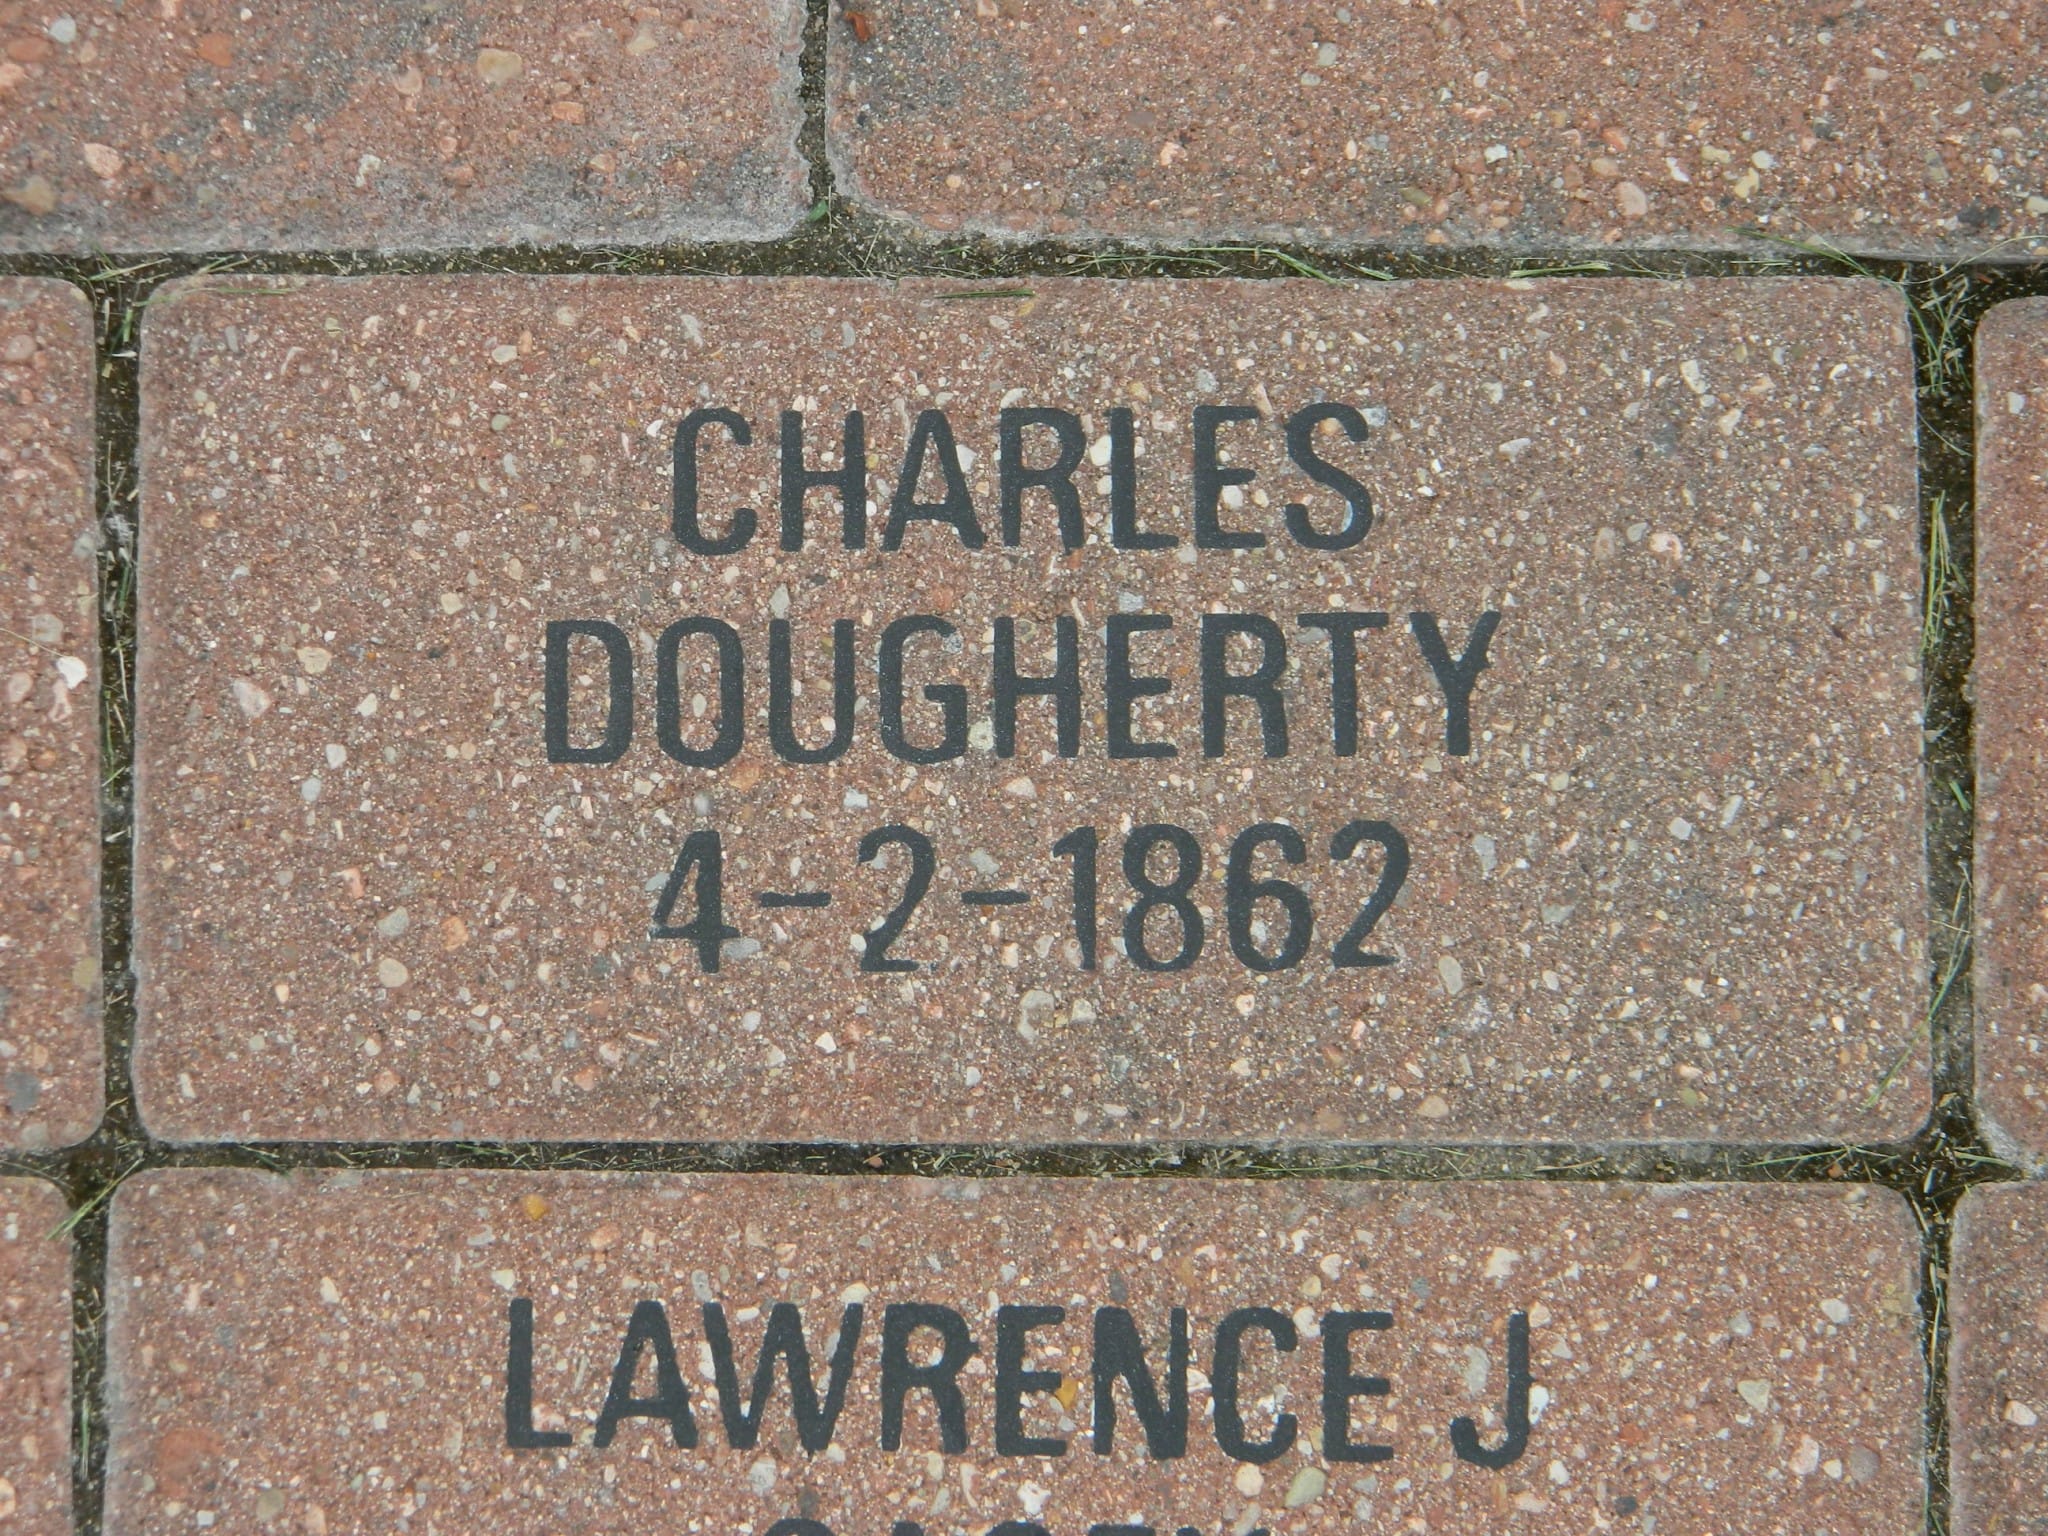 CHARLES
DOUGHERTY
4-2-1862
LAWRENCE J